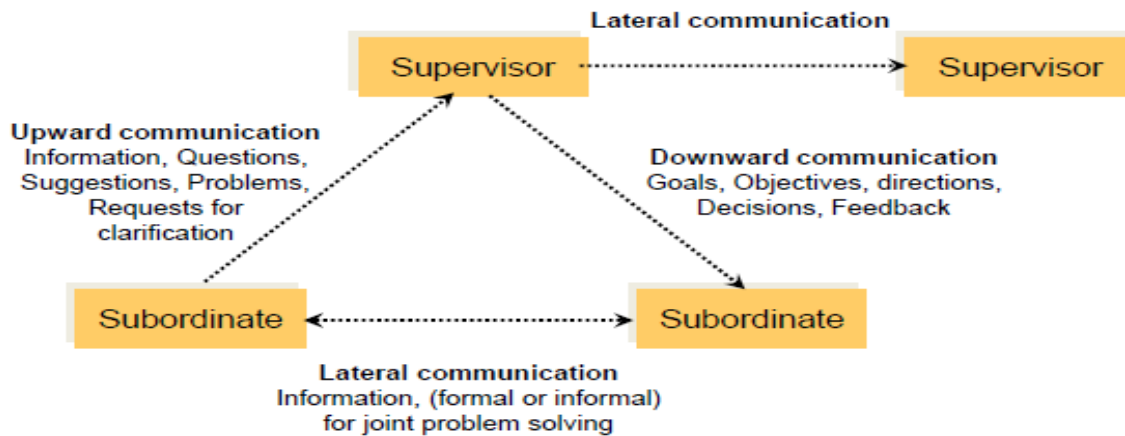 Lateral communication
Supervisor
Supervisor
Upward communication
Information, Questions,
Suggestions, Problems,
Requests for
clarification
Downward communication
Goals, Objectives, directions,
Decisions, Feedback
Subordinate
Subordinate
Lateral communication
Information, (formal or informal)
for joint problem solving